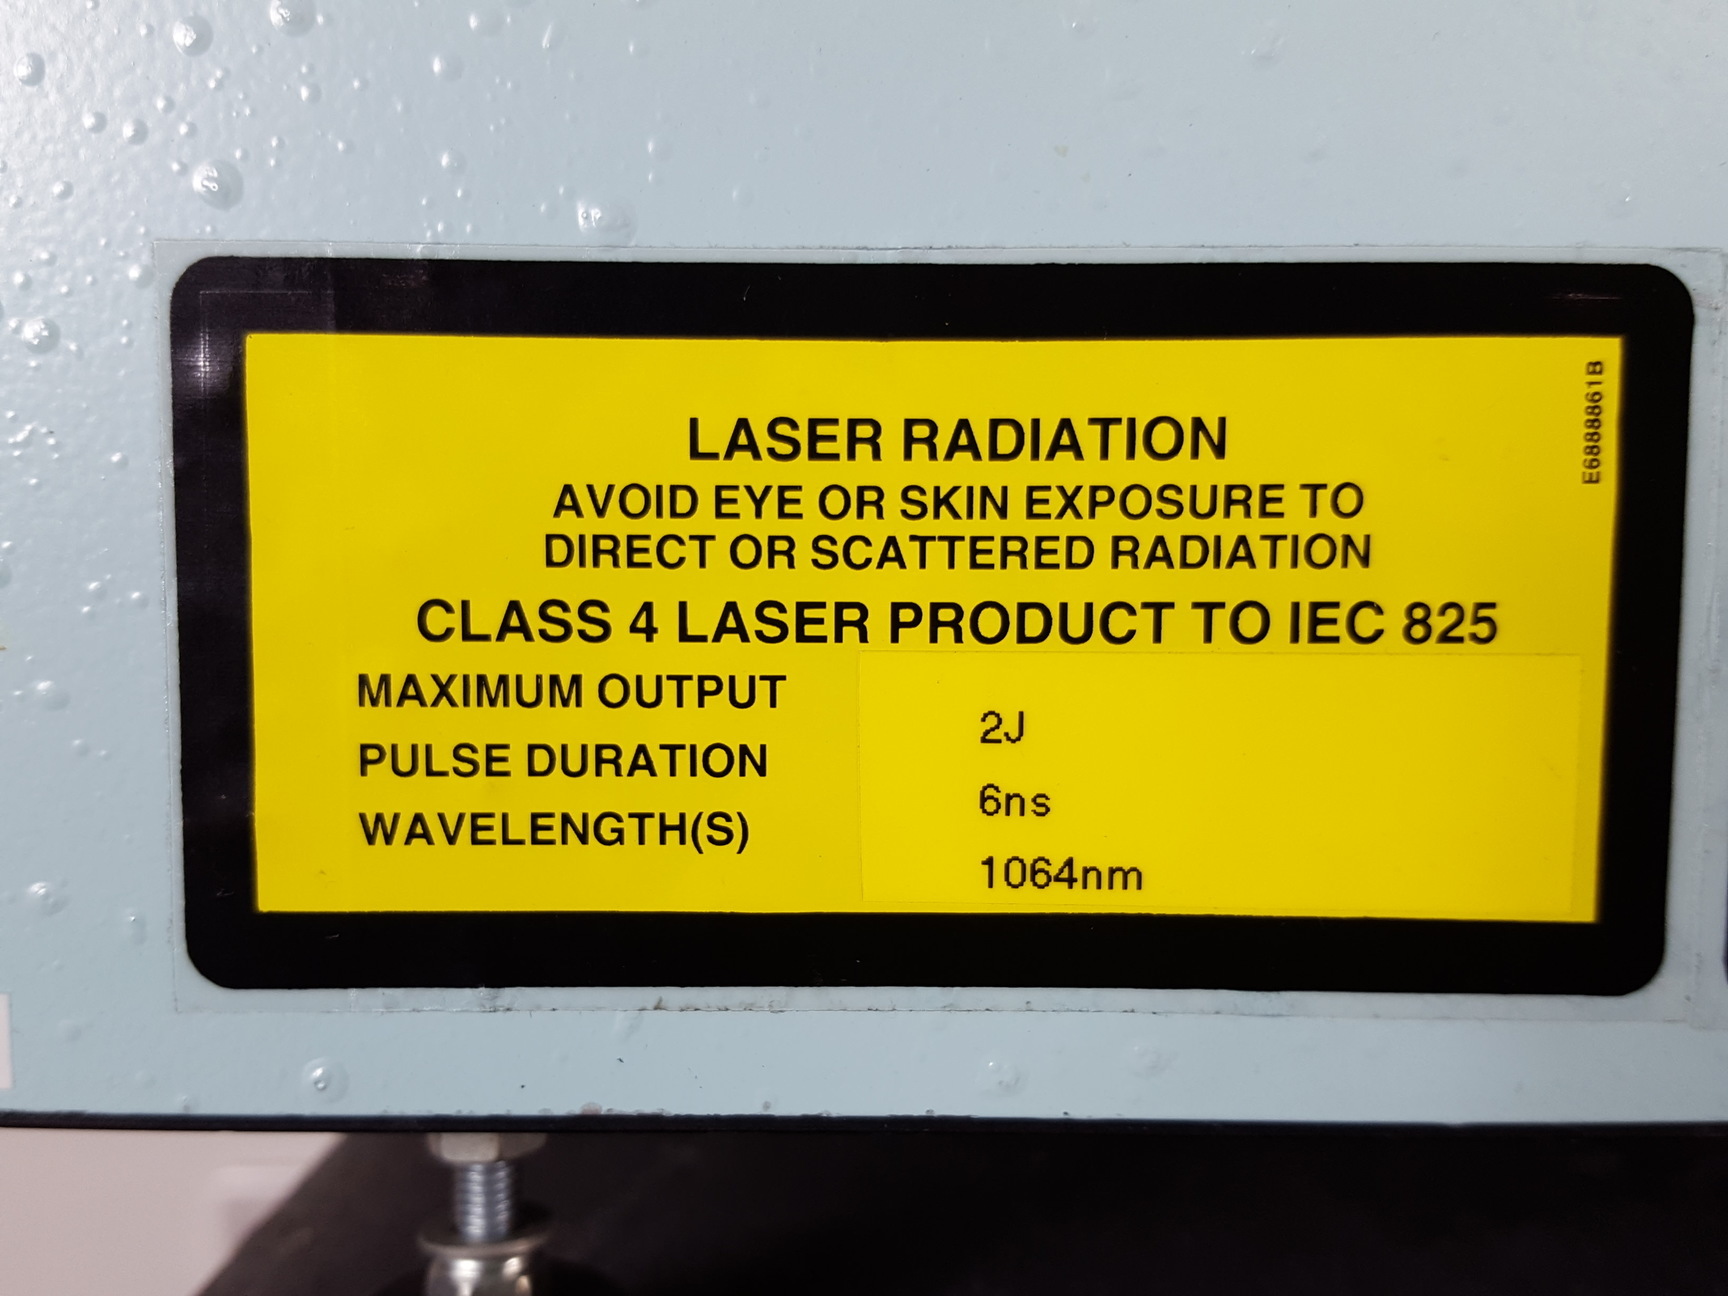 LASER RADIATION
AVOID EYE OR SKIN EXPOSURE TO
DIRECT OR SCATTERED RADIATION
CLASS 4 LASER PRODUCT TO IEC 825
MAXIMUM OUTPUT 2J
PULSE DURATION 6ns
WAVELENGTH(S) 1064nm
E6888861B